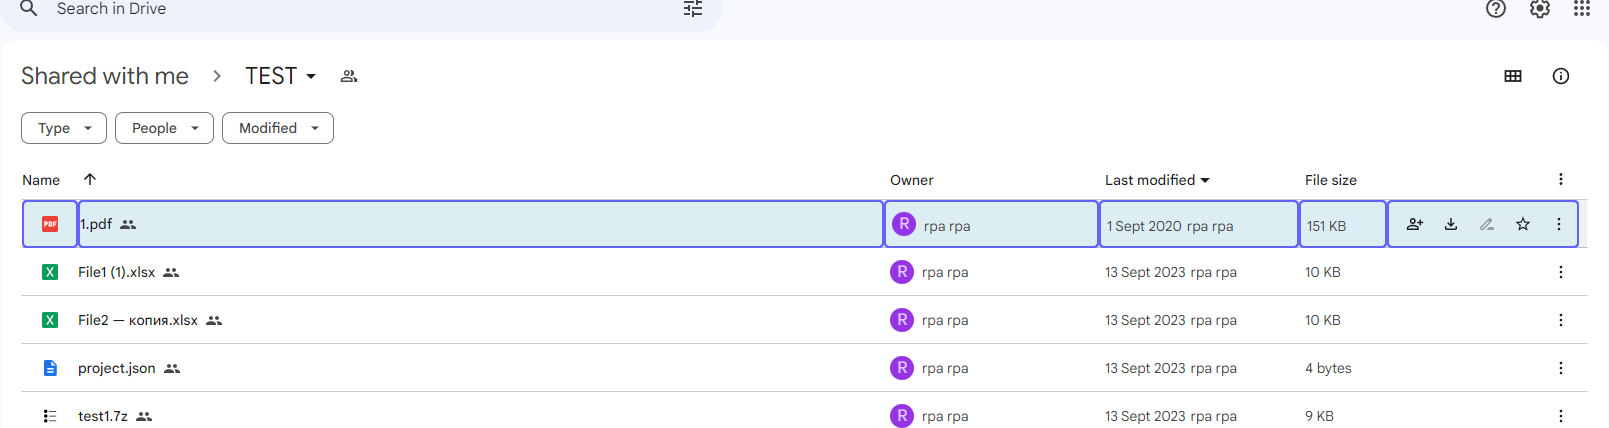 Search in Drive
Shared with me TEST
Type People Modified
Name Owner Last modified File size
PDF 1.pdf R rpa rpa 1 Sept 2020 rpa rpa 151 KB
X File1 (1).xlsx R rpa rpa 13 Sept 2023 rpa rpa 10 KB
X File2 — копия.xlsx R rpa rpa 13 Sept 2023 rpa rpa 10 KB
project.json R rpa rpa 13 Sept 2023 rpa rpa 4 bytes
test1.7z R rpa rpa 13 Sept 2023 rpa rpa 9 KB